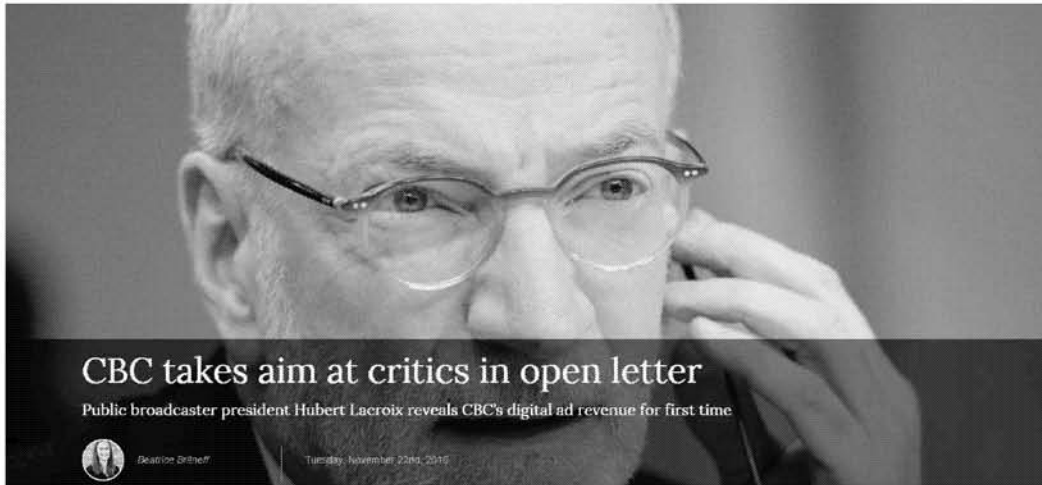 CBC takes aim at critics in open letter
Public broadcaster president Hubert Lacroix reveals CBC's digital ad revenue for first time
Beatrice Britneff
Tuesday, November 22nd, 2016